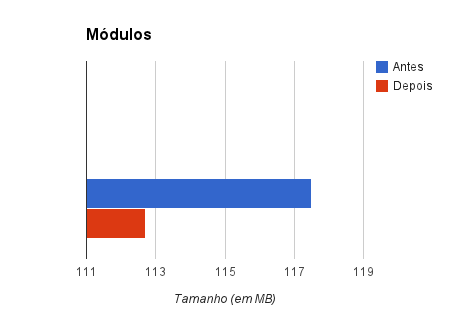 Módulos
Antes
Depois
111 113 115 117 119
Tamanho (em MB)